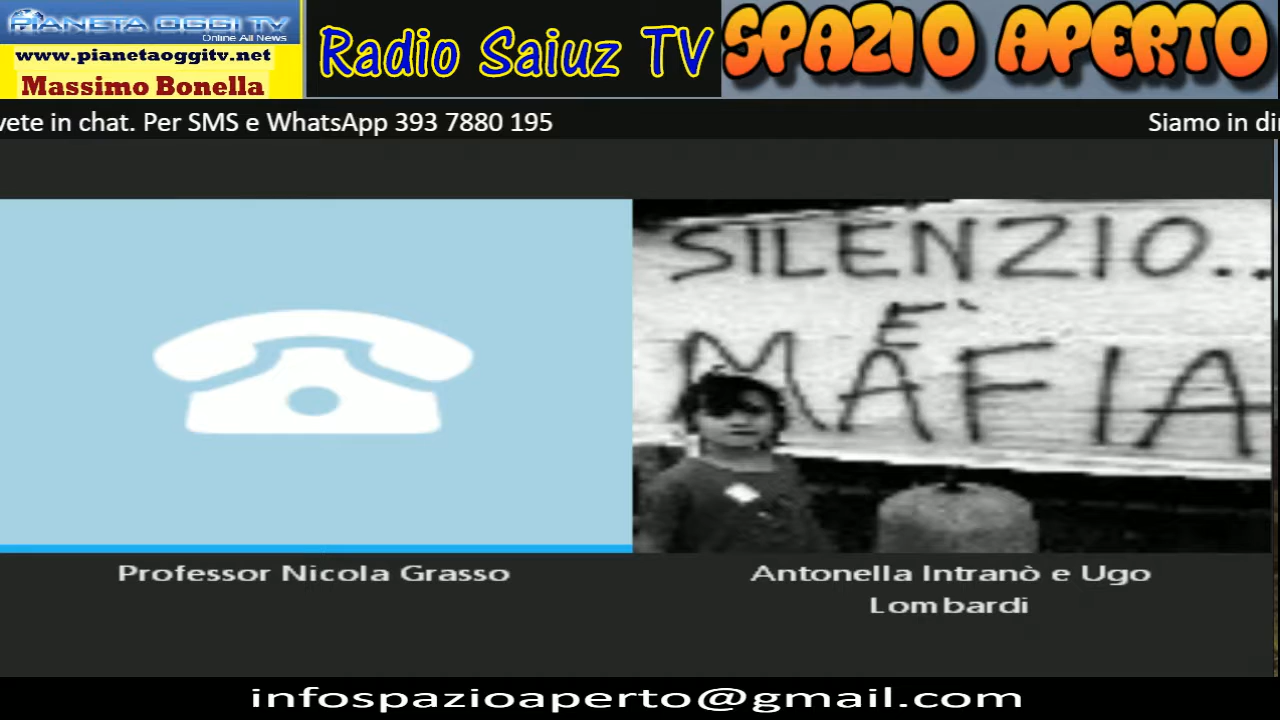 PIANETA OGGI TV
Online All News
www.pianetaoggitv.net
Massimo Bonella
Radio Saiuz TV
SPAZIO APERTO
vete in chat. Per SMS e WhatsApp 393 7880 195
Siamo in di
SILENZIO..
E'
MAFIA
Professor Nicola Grasso
Antonella Intranò e Ugo
Lombardi
infospazioaperto@gmail.com